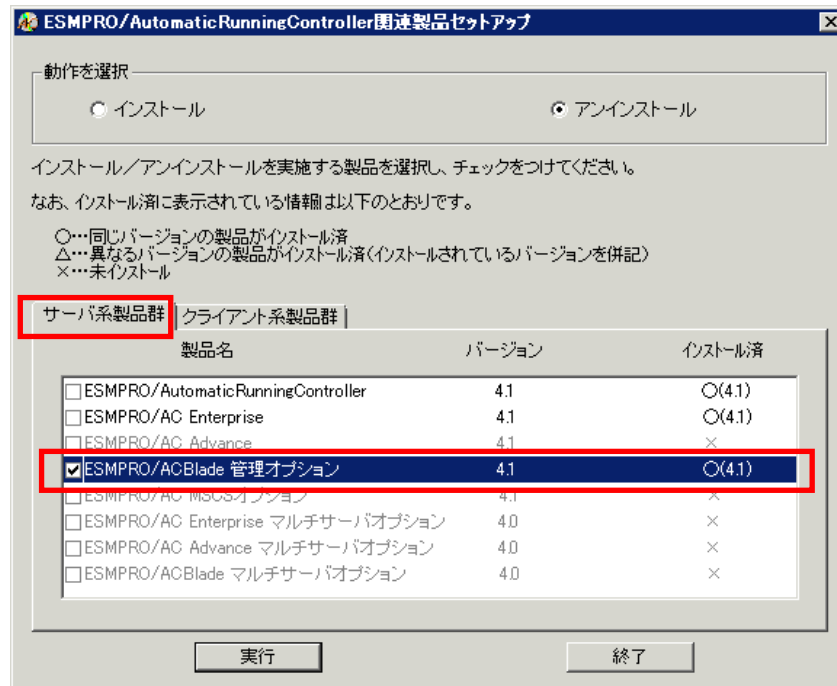 ESMPRO/AutomaticRunningController関連製品セットアップ
動作を選択
インストール アンインストール
インストール／アンインストールを実施する製品を選択し、チェックをつけてください。
なお、インストール済に表示されている情報は以下のとおりです。
○…同じバージョンの製品がインストール済
△…異なるバージョンの製品がインストール済(インストールされているバージョンを併記)
×…未インストール
サーバ系製品群 クライアント系製品群
製品名 バージョン インストール済
ESMPRO/AutomaticRunningController 4.1 ○(4.1)
ESMPRO/AC Enterprise 4.1 ○(4.1)
ESMPRO/AC Advance 4.1 ×
ESMPRO/ACBlade 管理オプション 4.1 ○(4.1)
ESMPRO/AC MSCSオプション 4.1 ×
ESMPRO/AC Enterprise マルチサーバオプション 4.0 ×
ESMPRO/AC Advance マルチサーバオプション 4.0 ×
ESMPRO/ACBlade マルチサーバオプション 4.0 ×
実行 終了